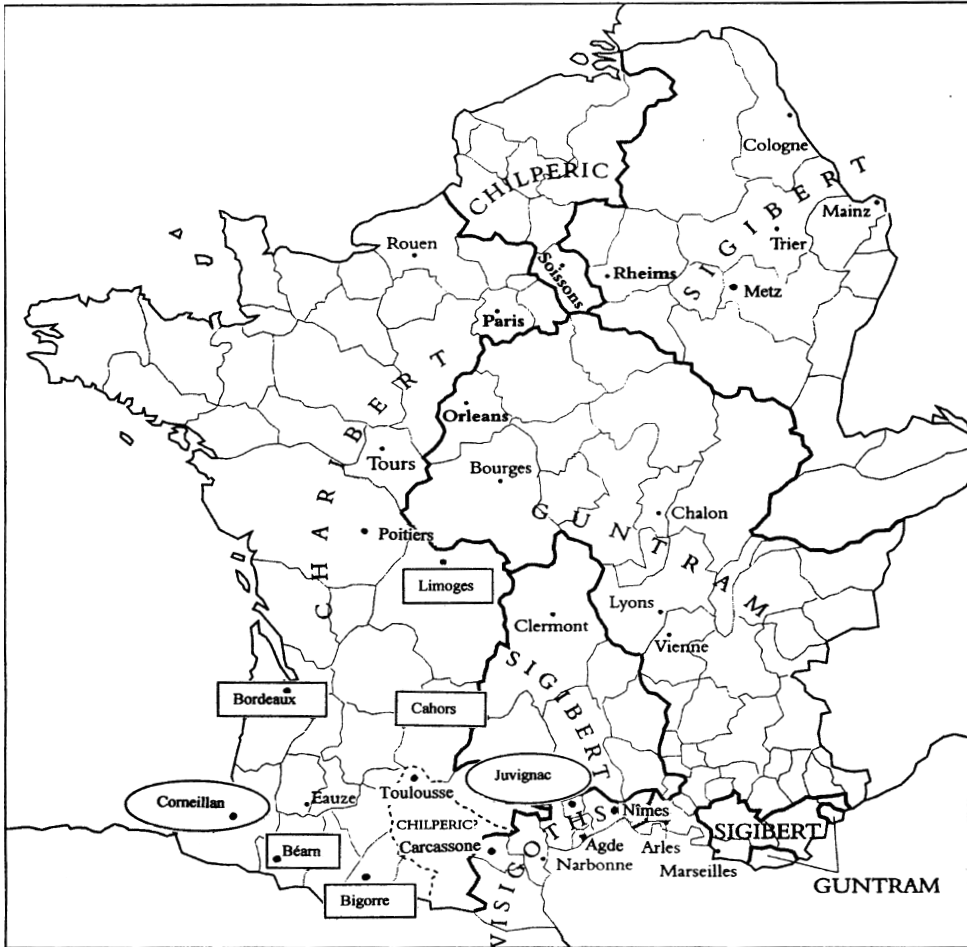 Cologne
CHILPERIC
SIGIBERT
Mainz
Rouen
Trier
Soissons
Rheims
Metz
Paris
CHARIBERT
Orleans
Tours
Bourges
GUNTRAM
Chalon
Poitiers
Limoges
Lyons
Clermont
Vienne
SIGIBERT
Bordeaux
Cahors
Juvignac
Corneillan
Eauze
Toulousse
Nîmes
CHILPERIC?
SIGIBERT
VISIGOTHS
Carcassone
Agde
Arles
Béarn
Narbonne
Marseilles
GUNTRAM
Bigorre